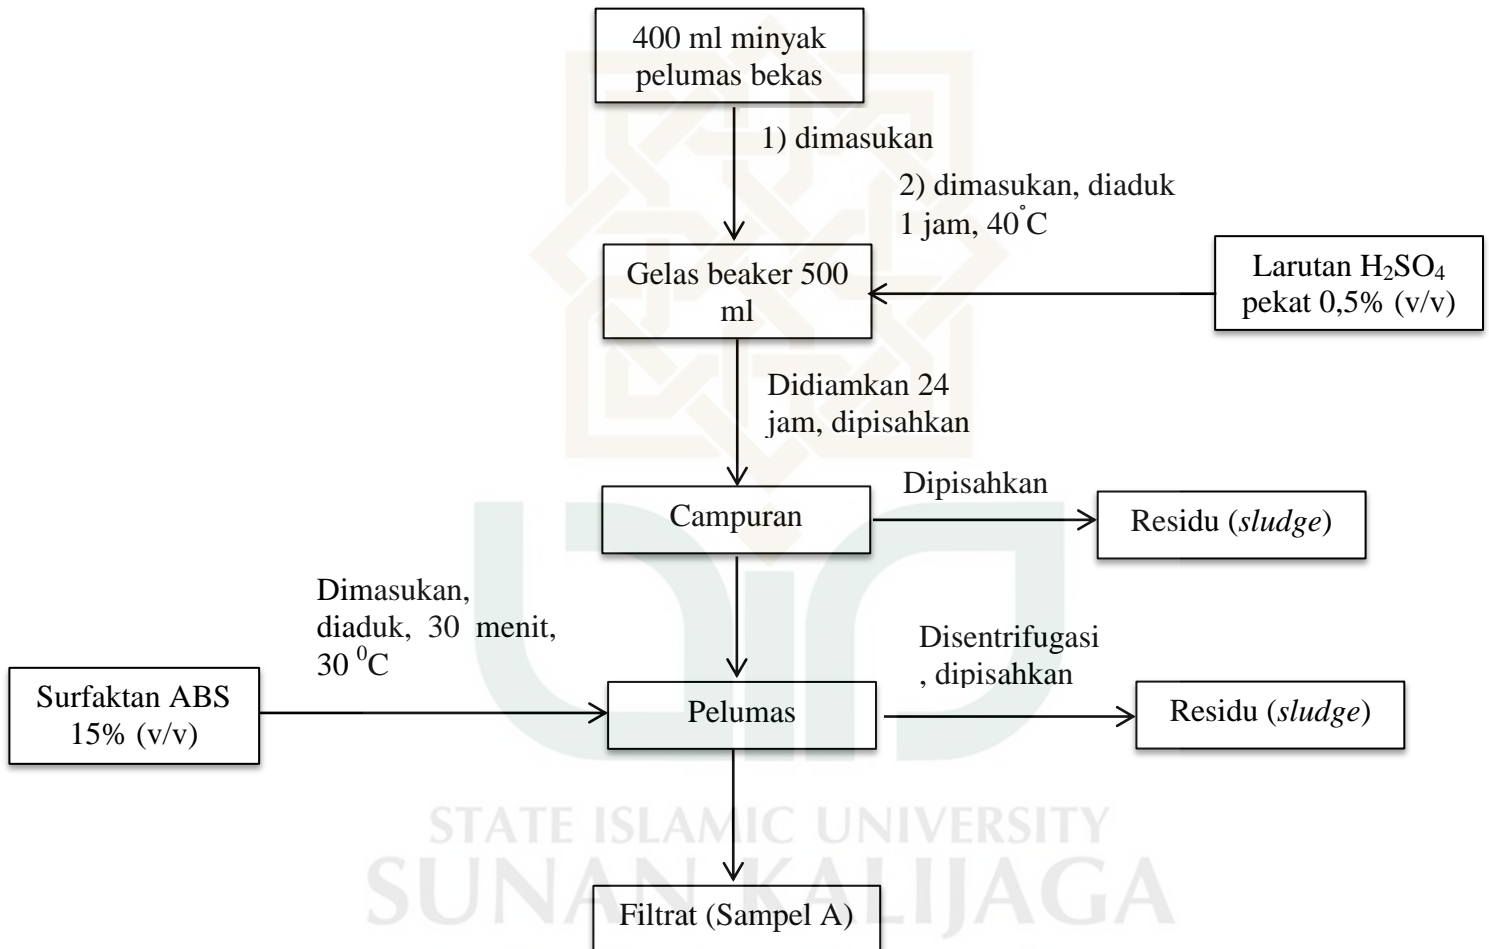 400 ml minyak
pelumas bekas
1) dimasukan
2) dimasukan, diaduk
1 jam, 40°C
Gelas beaker 500
ml
Larutan H₂SO₄
pekat 0,5% (v/v)
Didiamkan 24
jam, dipisahkan
Campuran
Dipisahkan
Residu (sludge)
Dimasukan,
diaduk, 30 menit,
30 ⁰C
Surfaktan ABS
15% (v/v)
Pelumas
Disentrifugasi
, dipisahkan
Residu (sludge)
Filtrat (Sampel A)
STATE ISLAMIC UNIVERSITY
SUNAN KALIJAGA